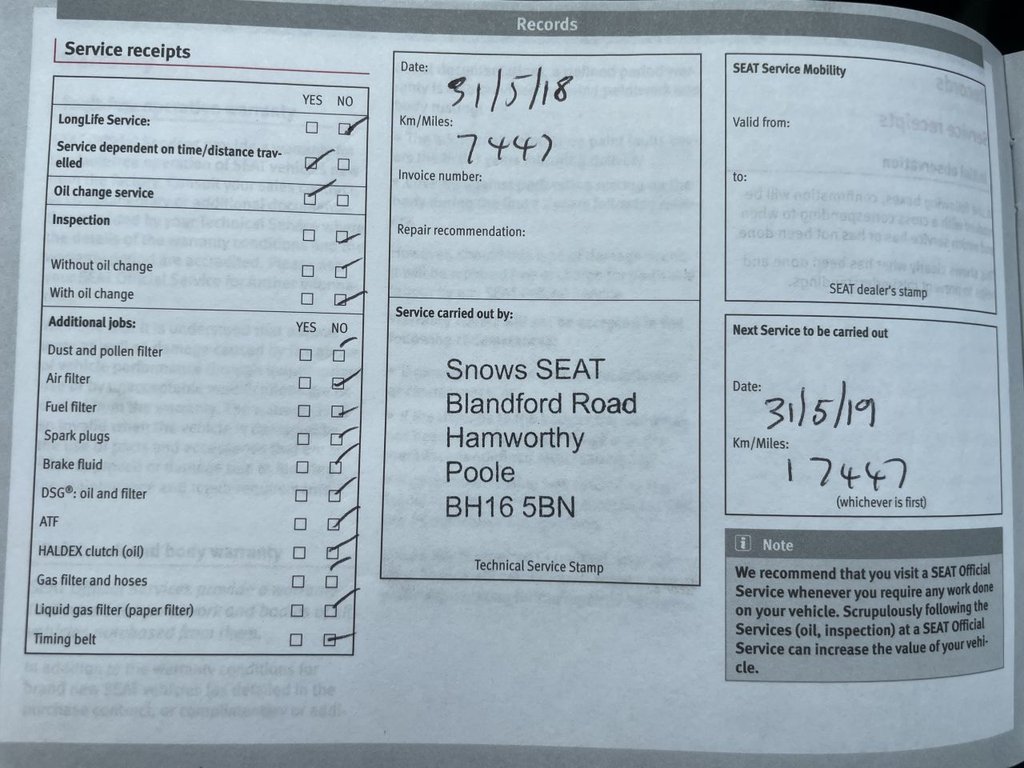 Records
Service receipts
YES NO
LongLife Service:
Service dependent on time/distance trav-
elled
Oil change service
Inspection
Without oil change
With oil change
Additional jobs: YES NO
Dust and pollen filter
Air filter
Fuel filter
Spark plugs
Brake fluid
DSG®: oil and filter
ATF
HALDEX clutch (oil)
Gas filter and hoses
Liquid gas filter (paper filter)
Timing belt
Date:
31/5/18
Km/Miles:
7447
Invoice number:
Repair recommendation:
Service carried out by:
Snows SEAT
Blandford Road
Hamworthy
Poole
BH16 5BN
Technical Service Stamp
SEAT Service Mobility
Valid from:
to:
SEAT dealer's stamp
Next Service to be carried out
Date:
31/5/19
Km/Miles:
17447
(whichever is first)
i Note
We recommend that you visit a SEAT Official
Service whenever you require any work done
on your vehicle. Scrupulously following the
Services (oil, inspection) at a SEAT Official
Service can increase the value of your vehi-
cle.